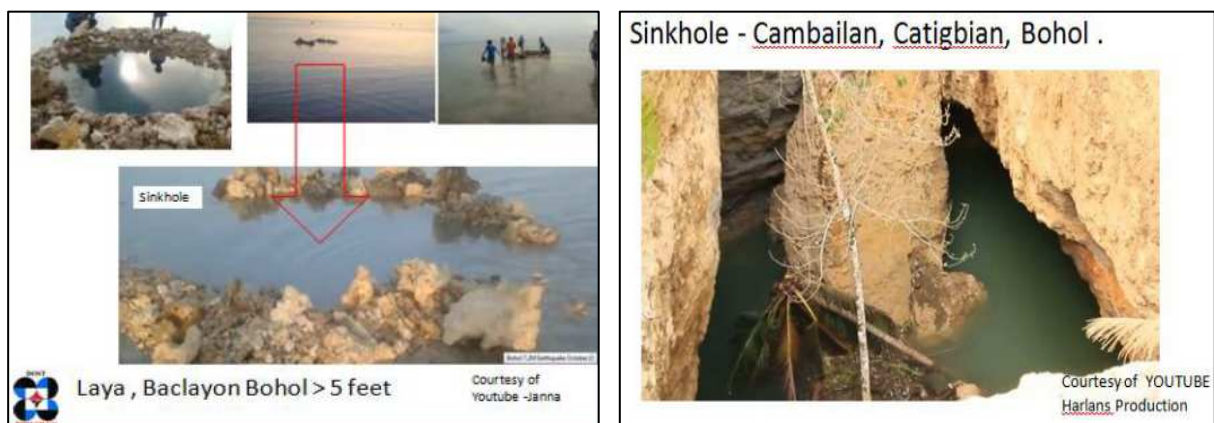 Sinkhole
DOST
Laya , Baclayon Bohol > 5 feet
Courtesy of
Youtube -Janna
Sinkhole - Cambailan, Catigbian, Bohol .
Courtesy of YOUTUBE
Harlans Production